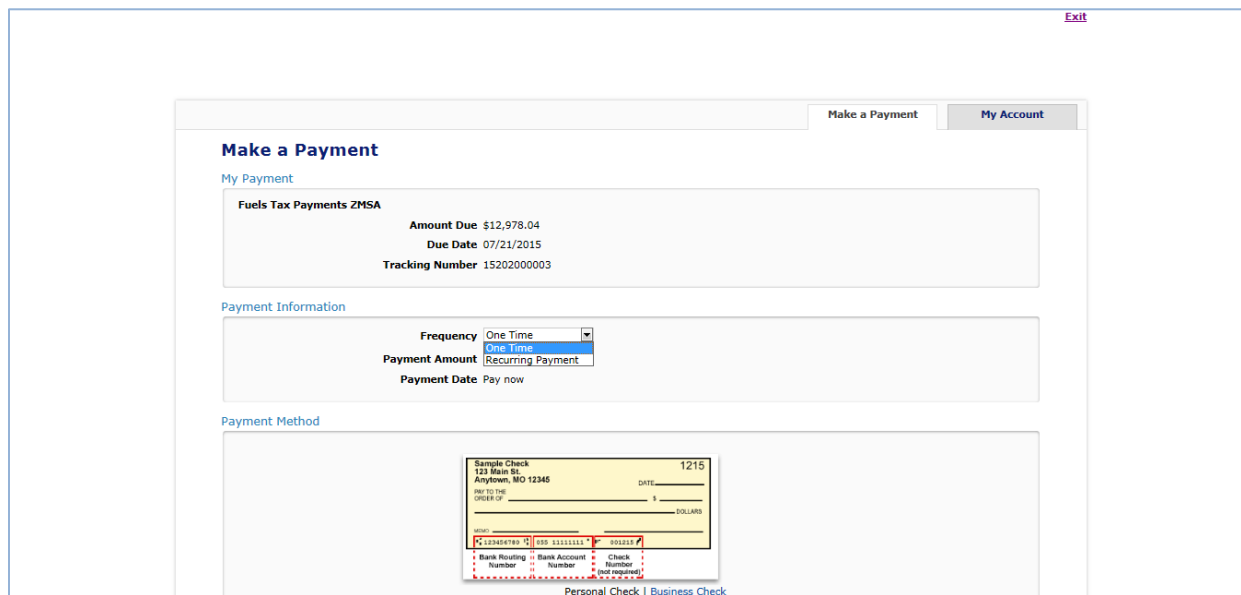 Exit
Make a Payment My Account
Make a Payment
My Payment
Fuels Tax Payments ZMSA
Amount Due $12,978.04
Due Date 07/21/2015
Tracking Number 15202000003
Payment Information
Frequency One Time
One Time
Payment Amount Recurring Payment
Payment Date Pay now
Payment Method
Sample Check 1215
123 Main St.
Anytown, MO 12345
DATE
PAY TO THE
ORDER OF $
DOLLARS
MEMO
123456780 055 11111111 001215
Bank Routing Number Bank Account Number Check Number (not required)
Personal Check | Business Check